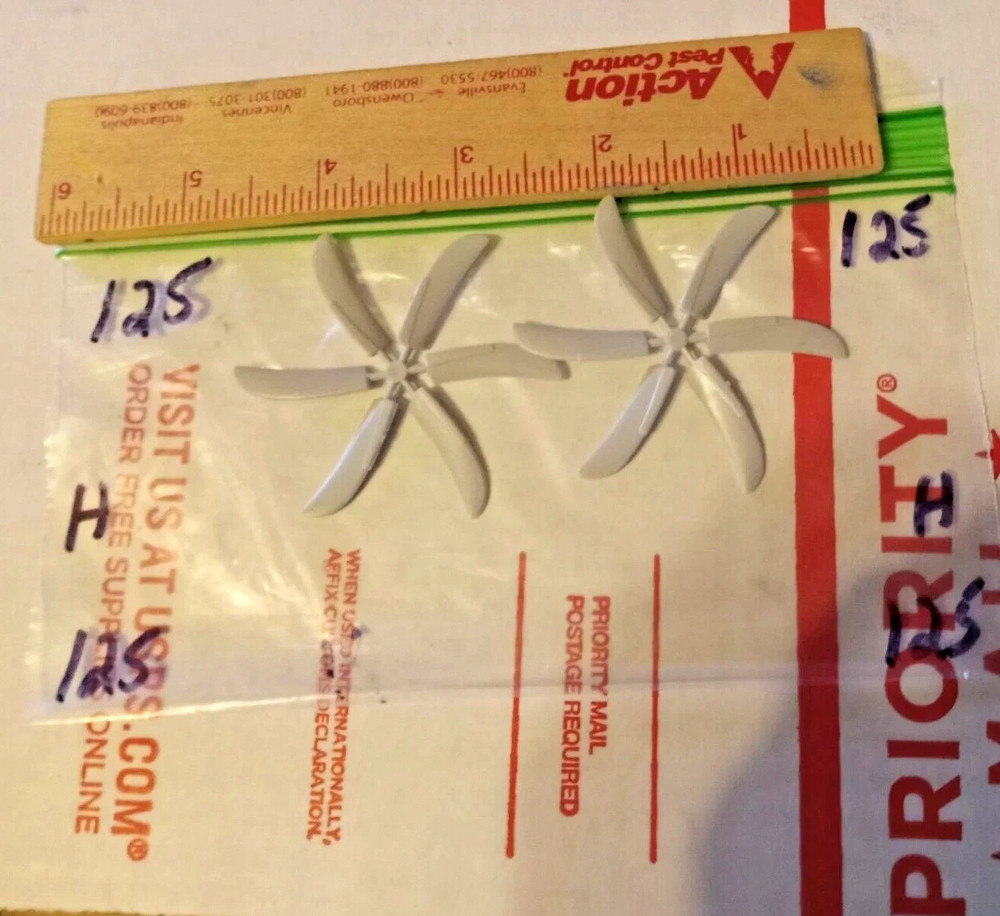 Action
Pest Control
Evansville
(800)467-5530
Owensboro
(800)880-1941
Vincennes
(800)301-3075
Indianapolis
(800)839-6090
1 2 3 4 5 6
125
125
H
H
125
125
VISIT US AT USPS.COM®
ORDER FREE SUPPLIES ONLINE
WHEN USED INTERNATIONALLY,
AFFIX CUSTOMS DECLARATION.
PRIORITY MAIL
POSTAGE REQUIRED
PRIORITY®